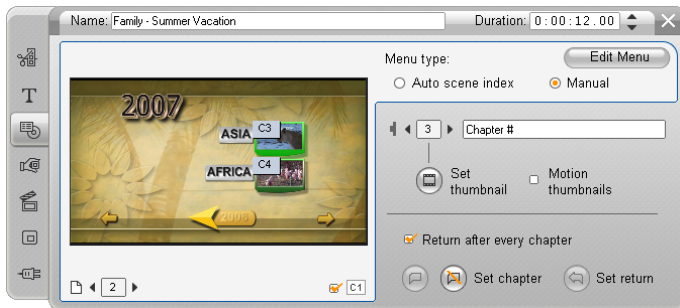 Name: Family - Summer Vacation
Duration: 0:00:12.00
Menu type:
Edit Menu
Auto scene index
Manual
T
2007
ASIA
C3
AFRICA
C4
2006
3
Chapter #
Set thumbnail
Motion thumbnails
Return after every chapter
2
C1
Set chapter
Set return